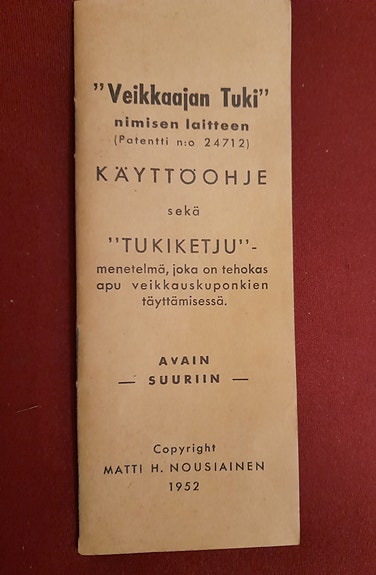 "Veikkaajan Tuki"
nimisen laitteen
(Patentti n:o 24712)
KÄYTTÖOHJE
sekä
"TUKIKETJU"-
menetelmä, joka on tehokas
apu veikkauskuponkien
täyttämisessä.
AVAIN
— SUURIIN —
Copyright
MATTI H. NOUSIAINEN
1952